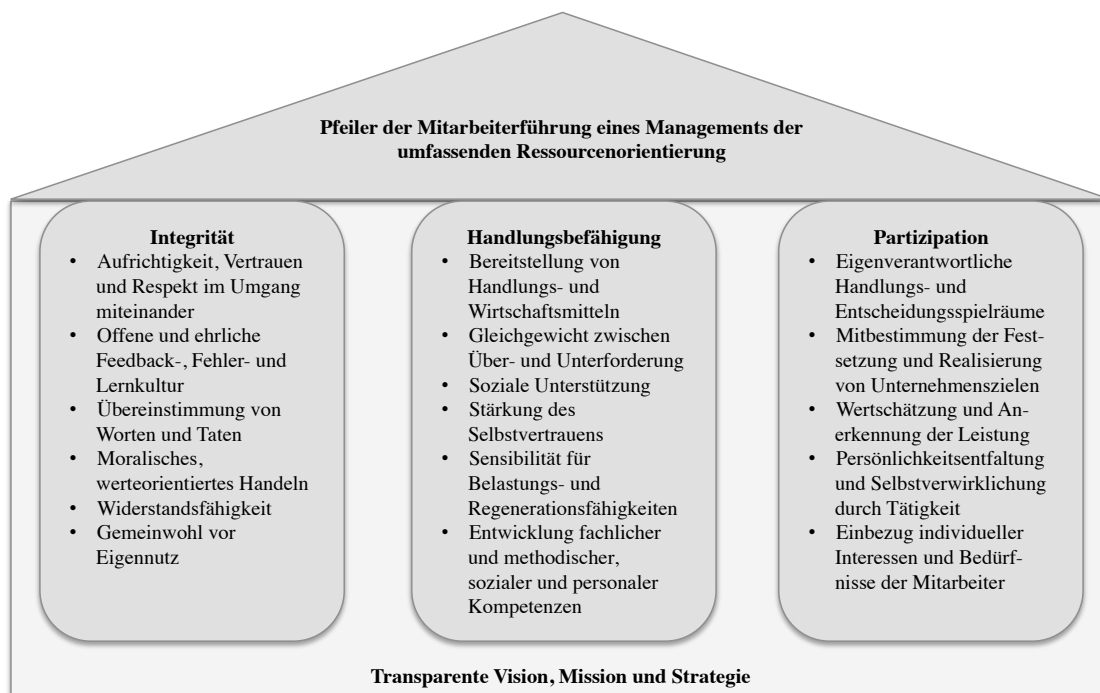 Pfeiler der Mitarbeiterführung eines Managements der
umfassenden Ressourcenorientierung
Integrität
• Aufrichtigkeit, Vertrauen
und Respekt im Umgang
miteinander
• Offene und ehrliche
Feedback-, Fehler- und
Lernkultur
• Übereinstimmung von
Worten und Taten
• Moralisches,
werteorientiertes Handeln
• Widerstandsfähigkeit
• Gemeinwohl vor
Eigennutz
Handlungsbefähigung
• Bereitstellung von
Handlungs- und
Wirtschaftsmitteln
• Gleichgewicht zwischen
Über- und Unterforderung
• Soziale Unterstützung
• Stärkung des
Selbstvertrauens
• Sensibilität für
Belastungs- und
Regenerationsfähigkeiten
• Entwicklung fachlicher
und methodischer,
sozialer und personaler
Kompetenzen
Partizipation
• Eigenverantwortliche
Handlungs- und
Entscheidungsspielräume
• Mitbestimmung der Fest-
setzung und Realisierung
von Unternehmenszielen
• Wertschätzung und An-
erkennung der Leistung
• Persönlichkeitsentfaltung
und Selbstverwirklichung
durch Tätigkeit
• Einbezug individueller
Interessen und Bedürf-
nisse der Mitarbeiter
Transparente Vision, Mission und Strategie